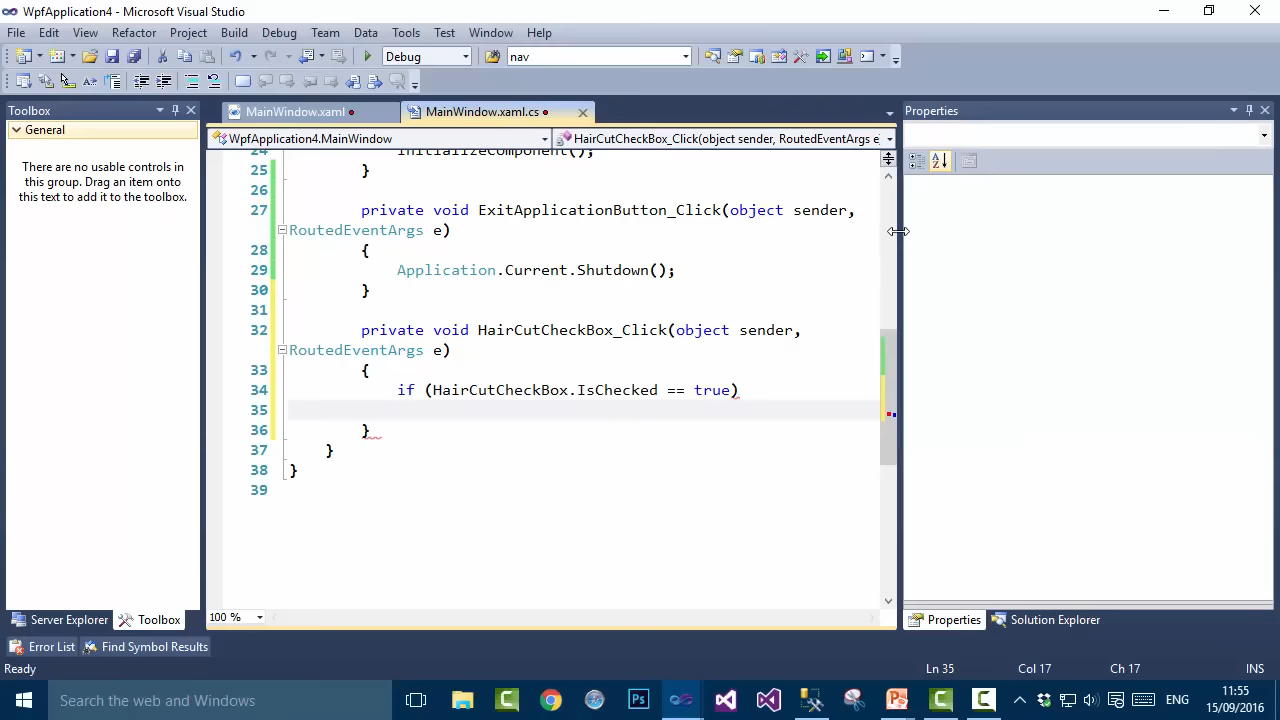 WpfApplication4 - Microsoft Visual Studio
File Edit View Refactor Project Build Debug Team Data Tools Test Window Help
Debug nav
Toolbox
General
There are no usable controls in
this group. Drag an item onto
this text to add it to the toolbox.
Server Explorer Toolbox
MainWindow.xaml MainWindow.xaml.cs
WpfApplication4.MainWindow HairCutCheckBox_Click(object sender, RoutedEventArgs e)
24 InitializeComponent();
25 }
26
27 private void ExitApplicationButton_Click(object sender,
RoutedEventArgs e)
28 {
29 Application.Current.Shutdown();
30 }
31
32 private void HairCutCheckBox_Click(object sender,
RoutedEventArgs e)
33 {
34 if (HairCutCheckBox.IsChecked == true)
35
36 }
37 }
38 }
39
100 %
Properties
Properties Solution Explorer
Error List Find Symbol Results
Ready Ln 35 Col 17 Ch 17 INS
Search the web and Windows
ENG
11:55
15/09/2016